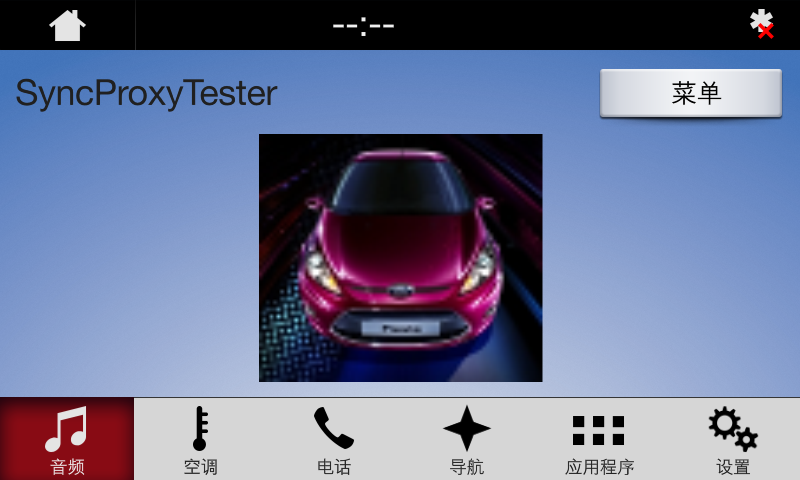 --:--
SyncProxyTester
菜单
Fiesta
音频
空调
电话
导航
应用程序
设置